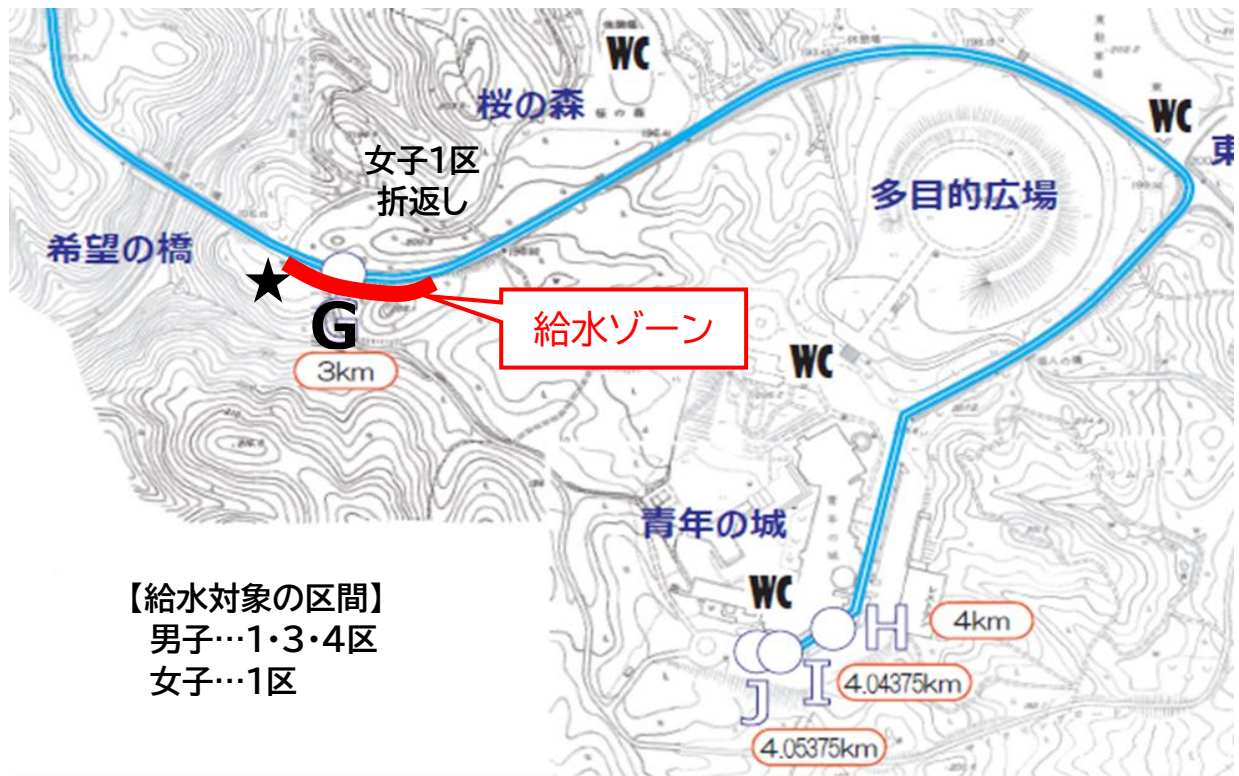 WC
桜の森
WC
東
女子1区
折返し
多目的広場
希望の橋
★
G
3km
給水ゾーン
WC
青年の城
WC
【給水対象の区間】
男子…1・3・4区
女子…1区
H
4km
I
4.04375km
J
4.05375km